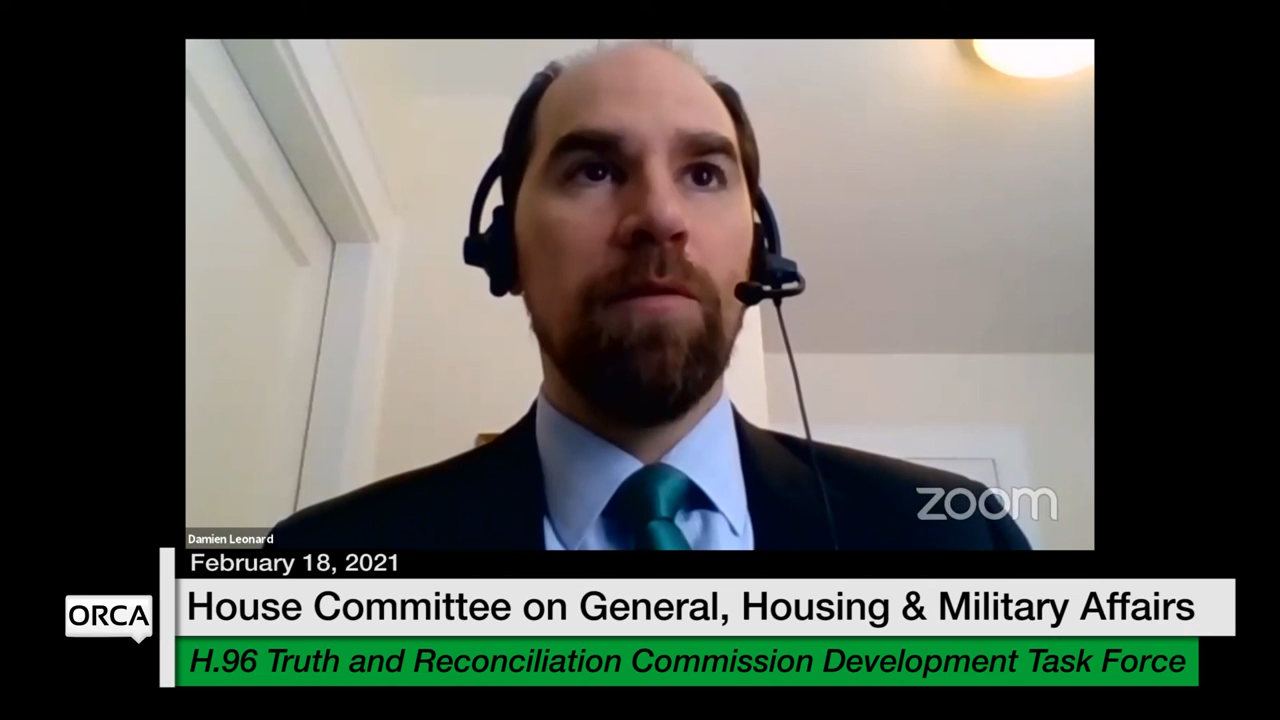 zoom
Damien Leonard
February 18, 2021
ORCA
House Committee on General, Housing & Military Affairs
H.96 Truth and Reconciliation Commission Development Task Force